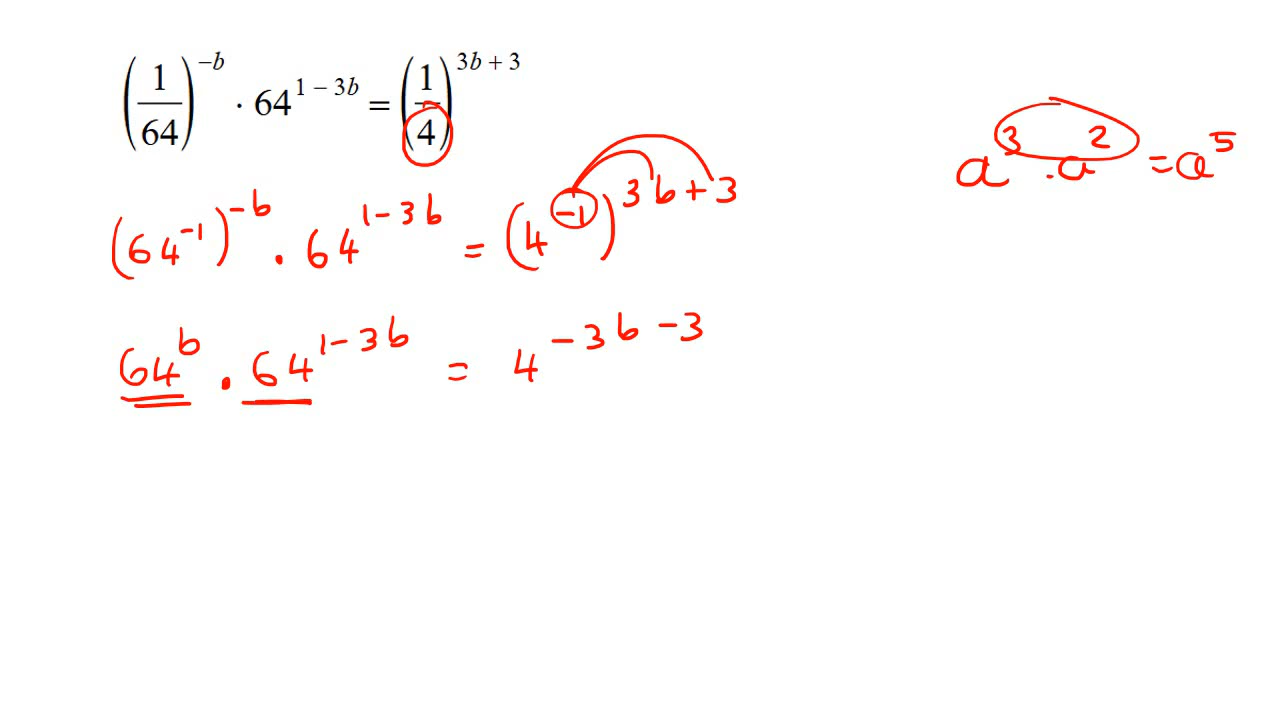 (1/64)^(−b) · 64^(1 − 3b) = (1/4)^(3b + 3)
a^3 · a^2 = a^5
(64^(-1))^(-b) · 64^(1-3b) = (4^(-1))^(3b+3)
64^b · 64^(1-3b) = 4^(-3b-3)